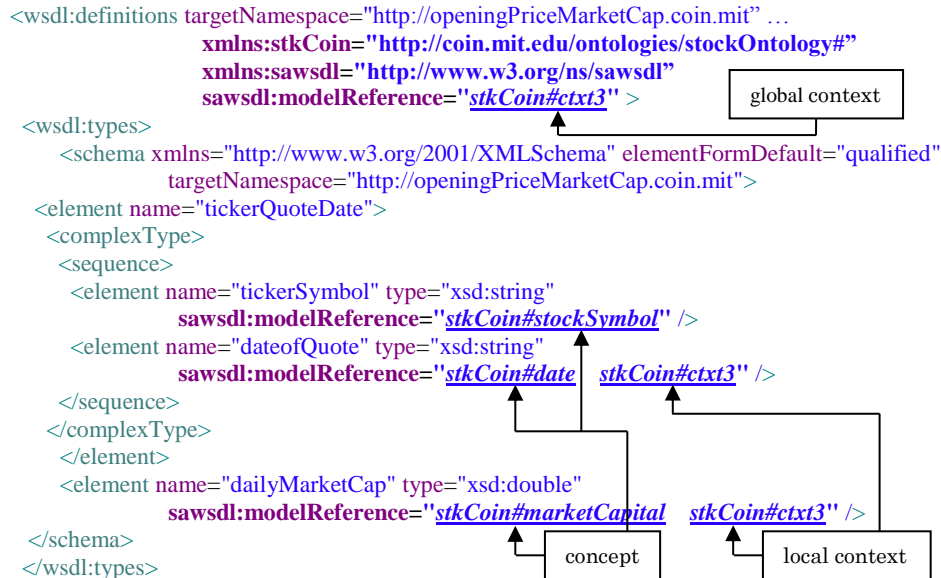 <wsdl:definitions targetNamespace="http://openingPriceMarketCap.coin.mit” …
xmlns:stkCoin="http://coin.mit.edu/ontologies/stockOntology#”
xmlns:sawsdl="http://www.w3.org/ns/sawsdl”
sawsdl:modelReference="stkCoin#ctxt3" >
global context
<wsdl:types>
<schema xmlns="http://www.w3.org/2001/XMLSchema" elementFormDefault="qualified"
targetNamespace="http://openingPriceMarketCap.coin.mit">
<element name="tickerQuoteDate">
<complexType>
<sequence>
<element name="tickerSymbol" type="xsd:string"
sawsdl:modelReference="stkCoin#stockSymbol" />
<element name="dateofQuote" type="xsd:string"
sawsdl:modelReference="stkCoin#date stkCoin#ctxt3" />
</sequence>
</complexType>
</element>
<element name="dailyMarketCap" type="xsd:double"
sawsdl:modelReference="stkCoin#marketCapital stkCoin#ctxt3" />
</schema>
concept local context
</wsdl:types>